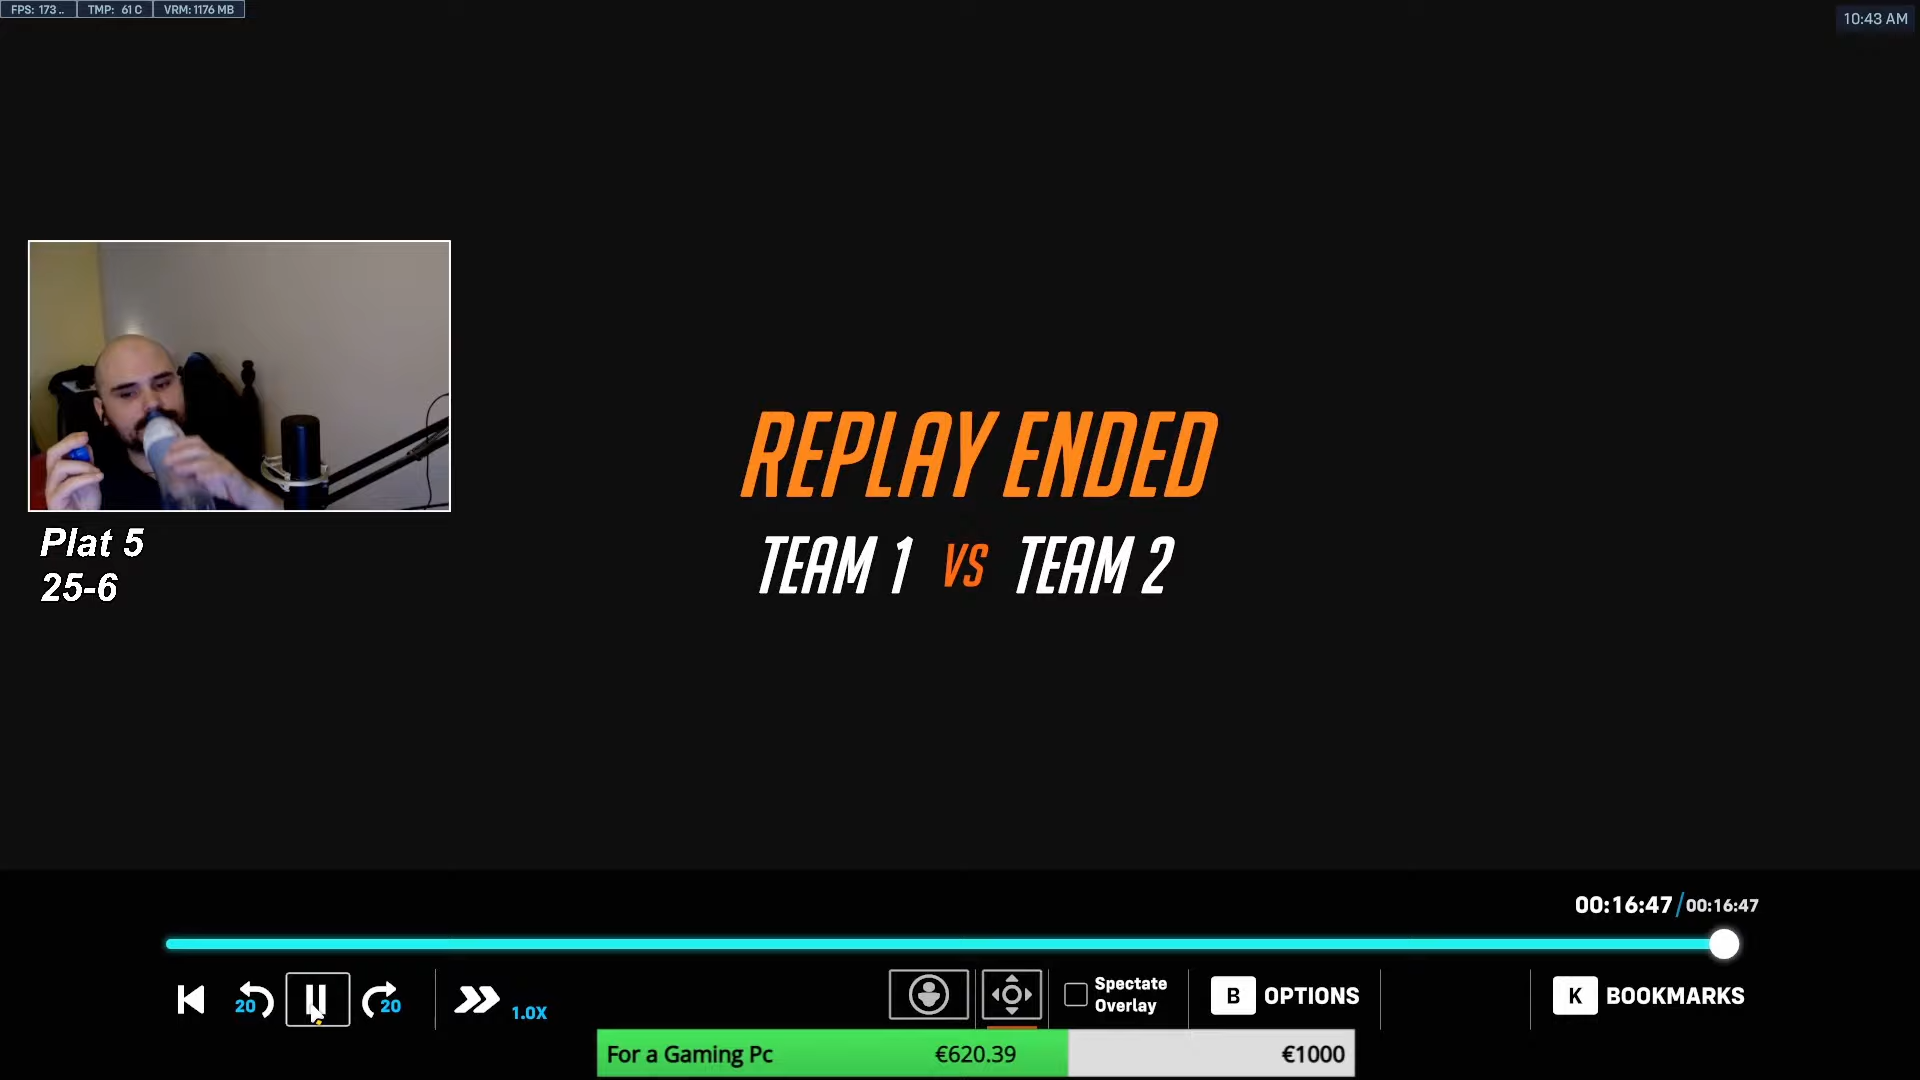 FPS: 173 .. TMP: 61 C VRM: 1176 MB
10:43 AM
Plat 5
25-6
REPLAY ENDED
TEAM 1 VS TEAM 2
00:16:47/00:16:47
20 20 1.0X
Spectate
Overlay
B OPTIONS
K BOOKMARKS
For a Gaming Pc €620.39 €1000